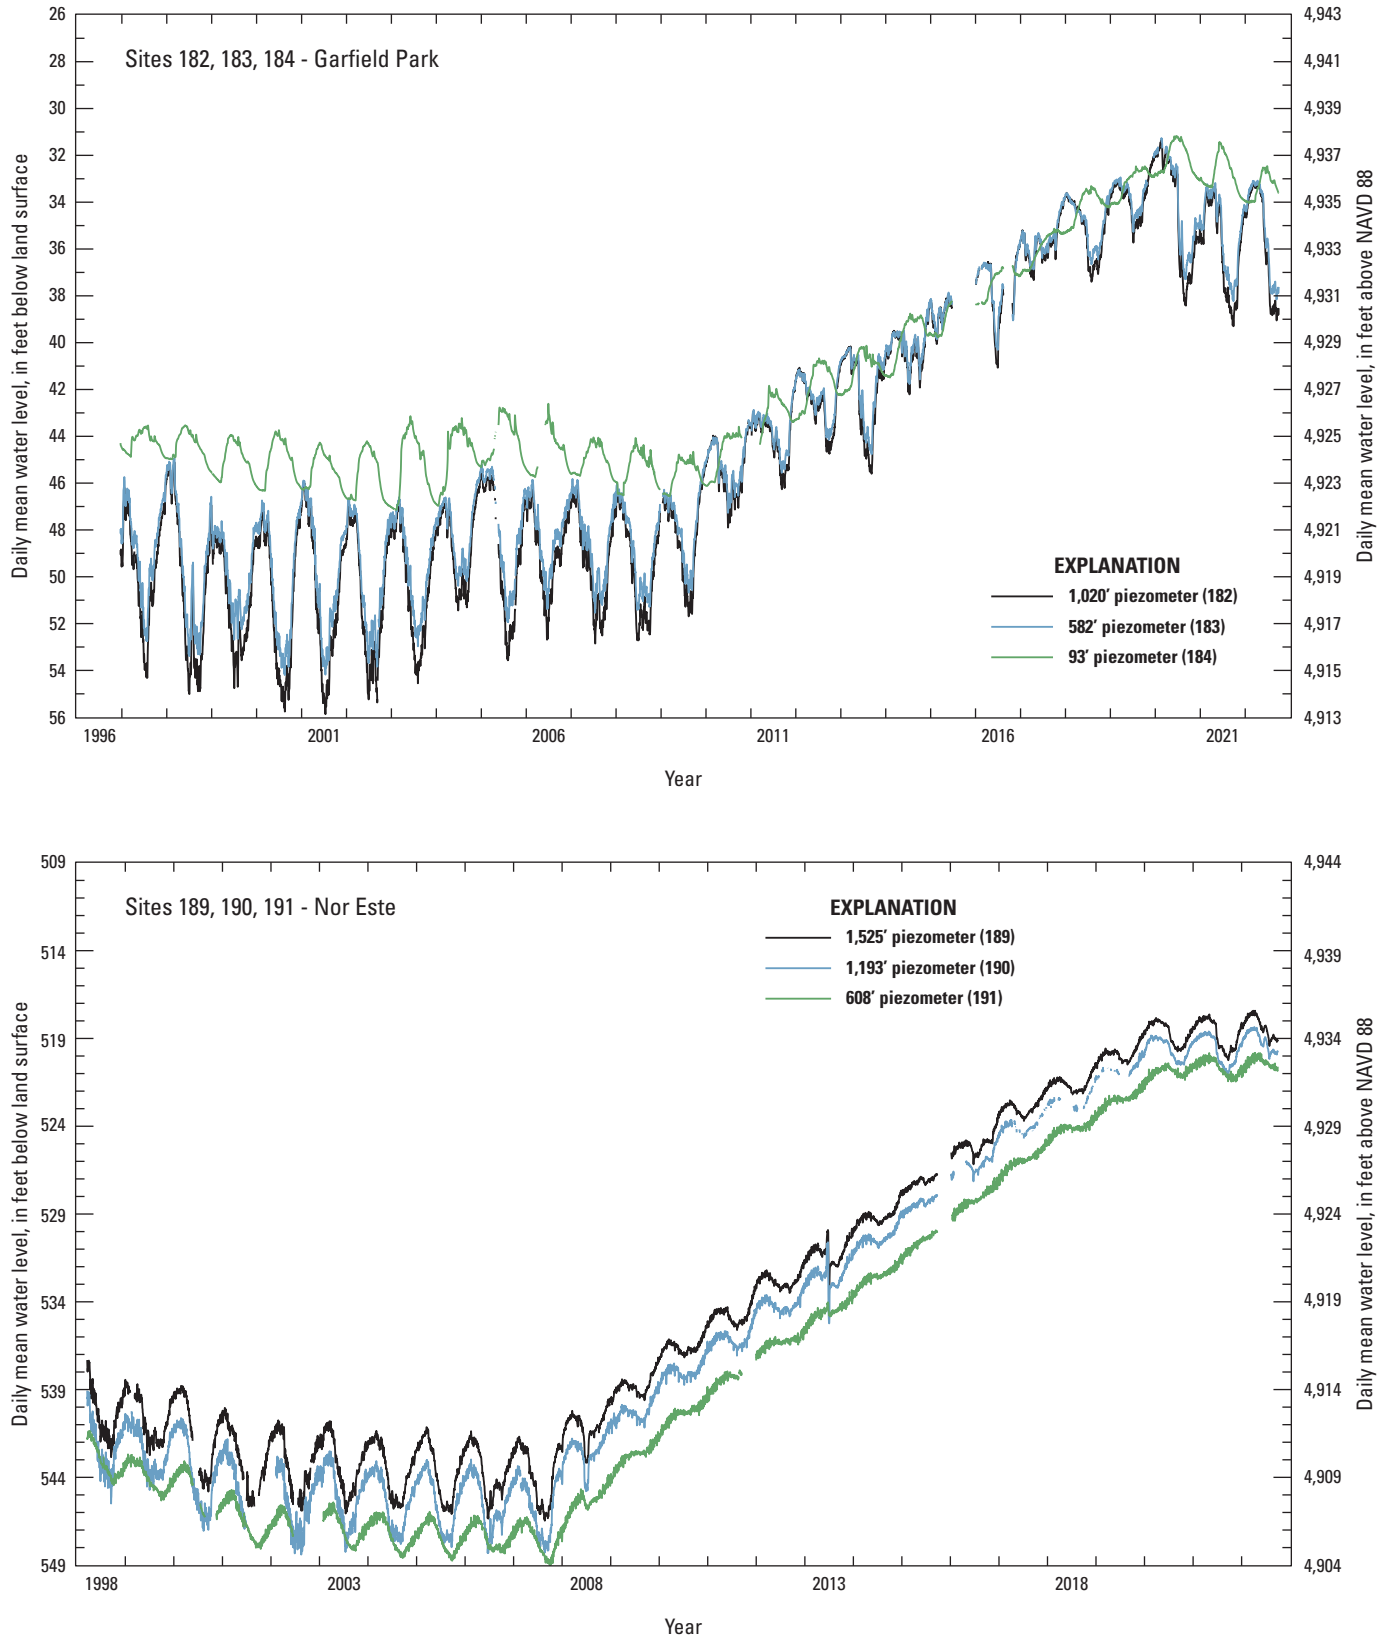 Sites 182, 183, 184 - Garfield Park
Daily mean water level, in feet below land surface
26
28
30
32
34
36
38
40
42
44
46
48
50
52
54
56
4,943
4,941
4,939
4,937
4,935
4,933
4,931
4,929
4,927
4,925
4,923
4,921
4,919
4,917
4,915
4,913
Daily mean water level, in feet above NAVD 88
EXPLANATION
1,020’ piezometer (182)
582’ piezometer (183)
93’ piezometer (184)
1996 2001 2006 2011 2016 2021
Year
Sites 189, 190, 191 - Nor Este
Daily mean water level, in feet below land surface
509
514
519
524
529
534
539
544
549
4,944
4,939
4,934
4,929
4,924
4,919
4,914
4,909
4,904
Daily mean water level, in feet above NAVD 88
EXPLANATION
1,525’ piezometer (189)
1,193’ piezometer (190)
608’ piezometer (191)
1998 2003 2008 2013 2018
Year